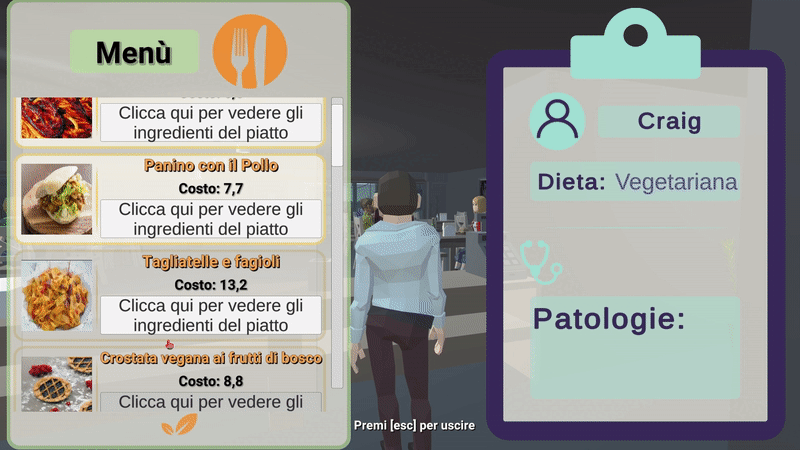 Menù
Clicca qui per vedere gli
ingredienti del piatto
Panino con il Pollo
Costo: 7,7
Clicca qui per vedere gli
ingredienti del piatto
Tagliatelle e fagioli
Costo: 13,2
Clicca qui per vedere gli
ingredienti del piatto
Crostata vegana ai frutti di bosco
Costo: 8,8
Clicca qui per vedere gli
Premi [esc] per uscire
Craig
Dieta: Vegetariana
Patologie: